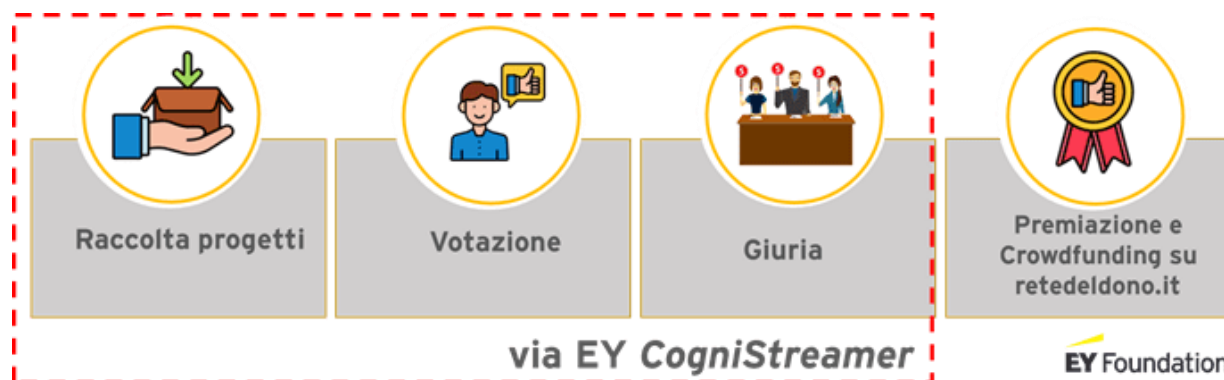 Raccolta progetti
Votazione
Giuria
Premiazione e
Crowdfunding su
retedeldono.it
via EY CogniStreamer
EY Foundation